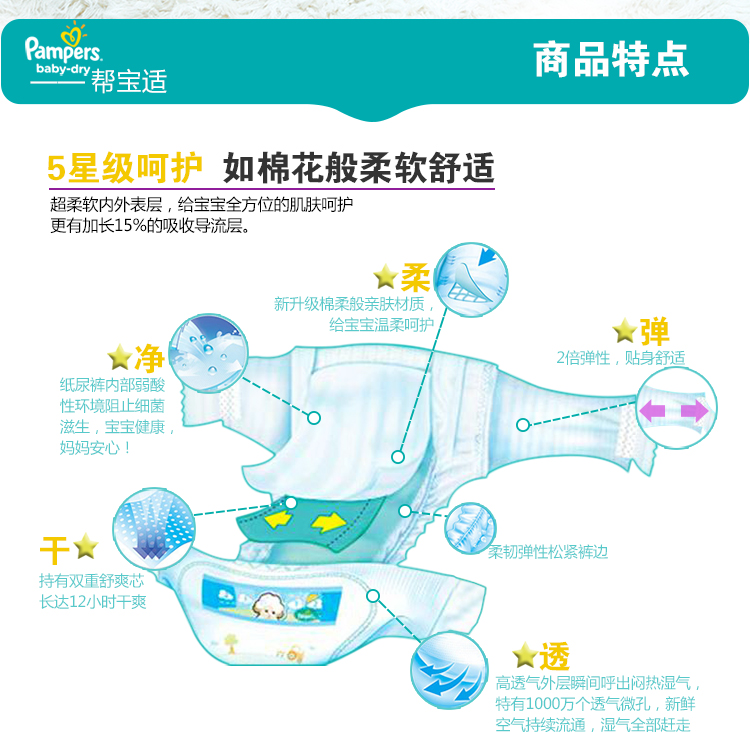 Pampers
baby-dry
帮宝适
商品特点
5星级呵护 如棉花般柔软舒适
超柔软内外表层，给宝宝全方位的肌肤呵护
更有加长15%的吸收导流层。
柔
新升级棉柔般亲肤材质，
给宝宝温柔呵护
弹
2倍弹性，贴身舒适
净
纸尿裤内部弱酸
性环境阻止细菌
滋生，宝宝健康，
妈妈安心！
干
持有双重舒爽芯
长达12小时干爽
柔韧弹性松紧裤边
透
高透气外层瞬间呼出闷热湿气，
特有1000万个透气微孔，新鲜
空气持续流通，湿气全部赶走